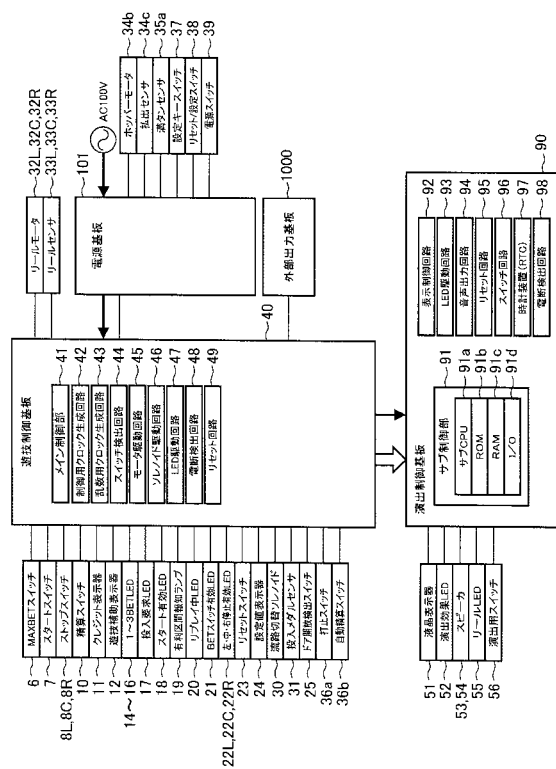 34b ホッパーモータ
34c 払出センサ
35a 満タンセンサ
37 設定キースイッチ
38 リセット/設定スイッチ
39 電源スイッチ
AC100V
101
電源基板
1000
外部出力基板
32L,32C,32R リールモータ
33L,33C,33R リールセンサ
40
遊技制御基板
メイン制御部 41
制御用クロック生成回路 42
乱数用クロック生成回路 43
スイッチ検出回路 44
モータ駆動回路 45
ソレノイド駆動回路 46
LED駆動回路 47
電断検出回路 48
リセット回路 49
6 MAXBETスイッチ
7 スタートスイッチ
8L,8C,8R ストップスイッチ
10 精算スイッチ
11 クレジット表示器
12 遊技補助表示器
14～16 1～3BETLED
17 投入要求LED
18 スタート有効LED
19 有利区間報知ランプ
20 リプレイ中LED
21 BETスイッチ有効LED
22L,22C,22R 左・中・右停止有効LED
23 リセットスイッチ
24 設定値表示器
30 流路切替ソレノイド
31 投入メダルセンサ
25 ドア開放検出スイッチ
36a 打止スイッチ
36b 自動精算スイッチ
90
演出制御基板
91
サブ制御部
サブCPU 91a
ROM 91b
RAM 91c
I/O 91d
表示制御回路 92
LED駆動回路 93
音声出力回路 94
リセット回路 95
スイッチ回路 96
時計装置(RTC) 97
電断検出回路 98
51 液晶表示器
52 演出効果LED
53,54 スピーカ
55 リールLED
56 演出用スイッチ